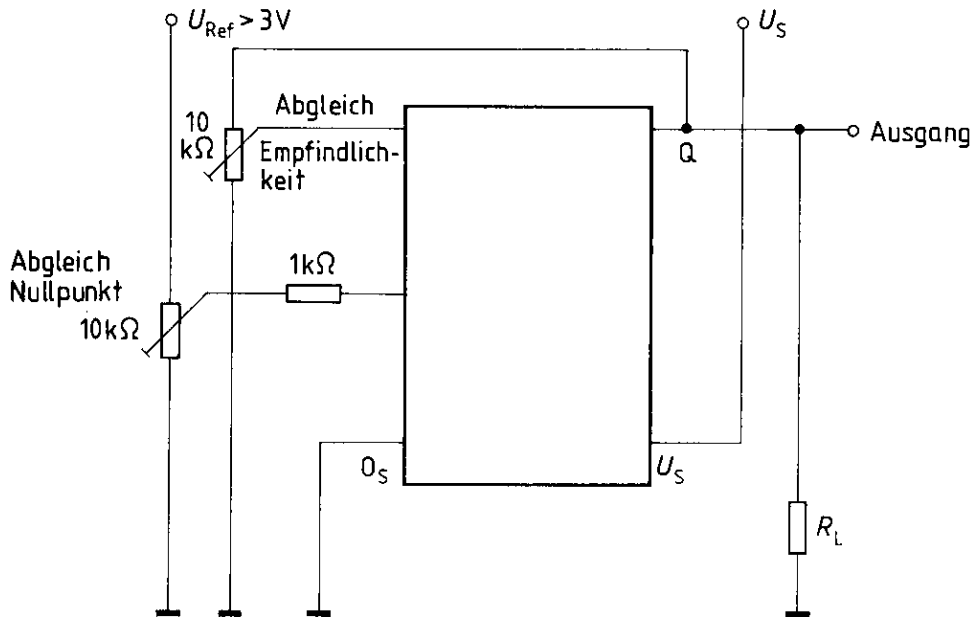 U_Ref > 3V
U_S
10
kΩ
Abgleich
Empfindlich-
keit
Q
Ausgang
Abgleich
Nullpunkt
10kΩ
1kΩ
0_S
U_S
R_L